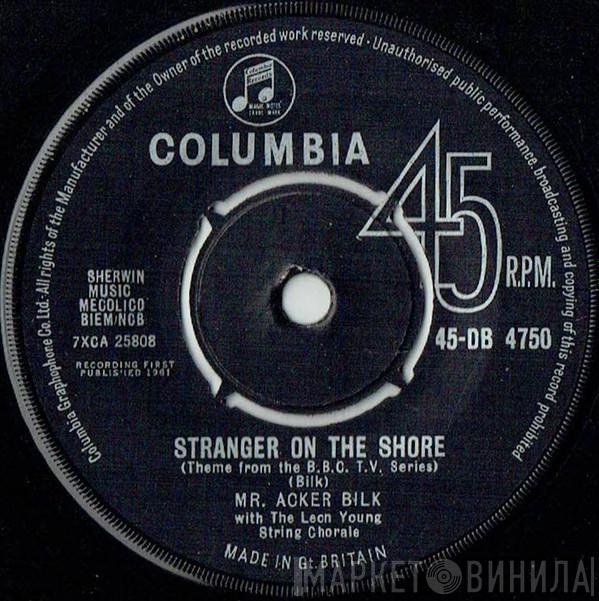 Columbia Graphophone Co. Ltd. All rights of the Manufacturer and of the Owner of the recorded work reserved · Unauthorised public performance, broadcasting and copying of this record prohibited
Columbia
Records
MAGIC NOTES
TRADE MARK
COLUMBIA
45
R.P.M.
SHERWIN
MUSIC
MECOLICO
BIEM/NCB
7XCA 25808
RECORDING FIRST
PUBLISHED 1961
45-DB 4750
STRANGER ON THE SHORE
(Theme from the B.B.C. T.V. Series)
(Bilk)
MR. ACKER BILK
with The Leon Young
String Chorale
MADE IN Gt. BRITAIN
МАРКЕТ ВИНИЛА